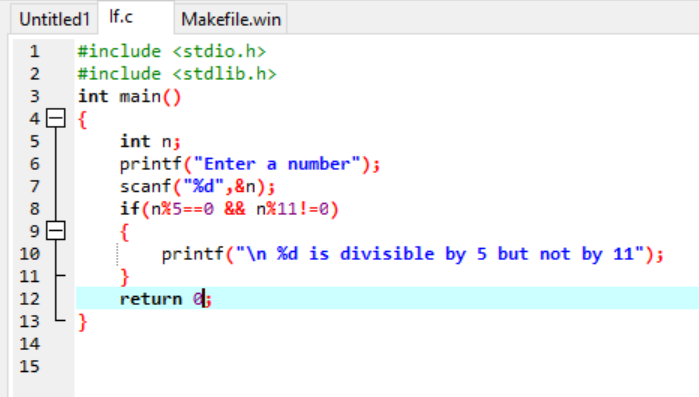 Untitled1 If.c Makefile.win
1 #include <stdio.h>
2 #include <stdlib.h>
3 int main()
4 {
5 int n;
6 printf("Enter a number");
7 scanf("%d",&n);
8 if(n%5==0 && n%11!=0)
9 {
10 printf("\n %d is divisible by 5 but not by 11");
11 }
12 return 0;
13 }
14
15